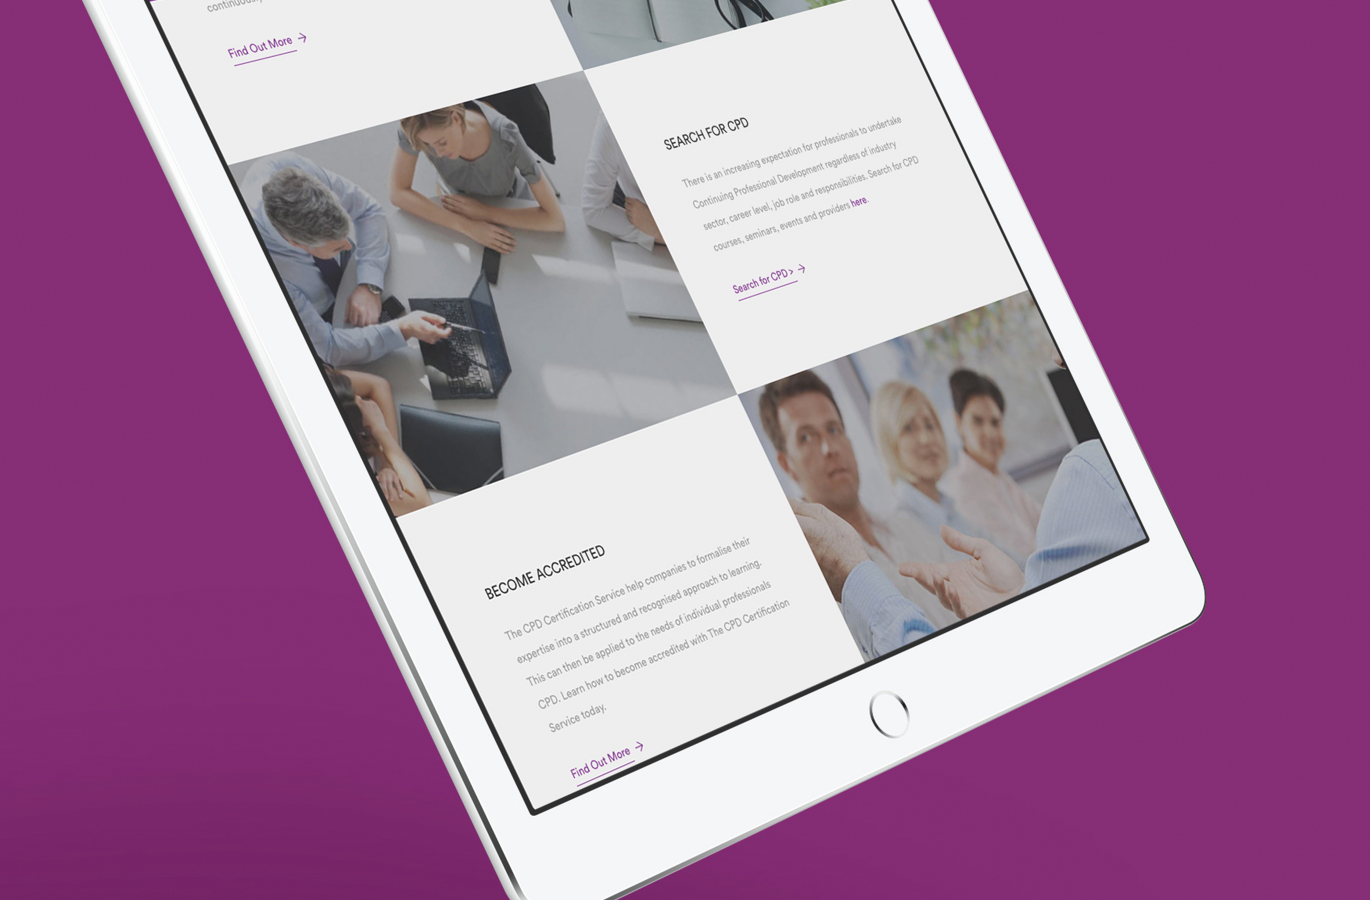 continuously
Find Out More →
SEARCH FOR CPD
There is an increasing expectation for professionals to undertake
Continuing Professional Development regardless of industry
sector, career level, job role and responsibilities. Search for CPD
courses, seminars, events and providers here.
Search for CPD > →
BECOME ACCREDITED
The CPD Certification Service help companies to formalise their
expertise into a structured and recognised approach to learning.
This can then be applied to the needs of individual professionals
CPD. Learn how to become accredited with The CPD Certification
Service today.
Find Out More →